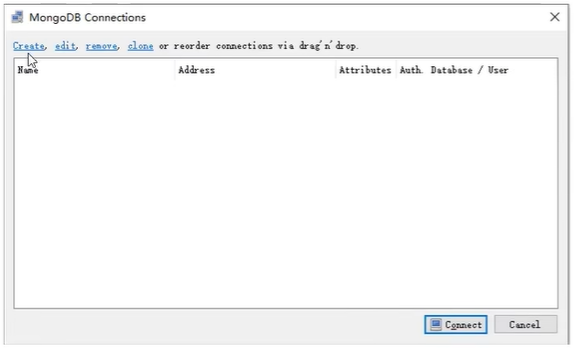 MongoDB Connections
Create, edit, remove, clone or reorder connections via drag'n'drop.
Name Address Attributes Auth. Database / User
Connect Cancel